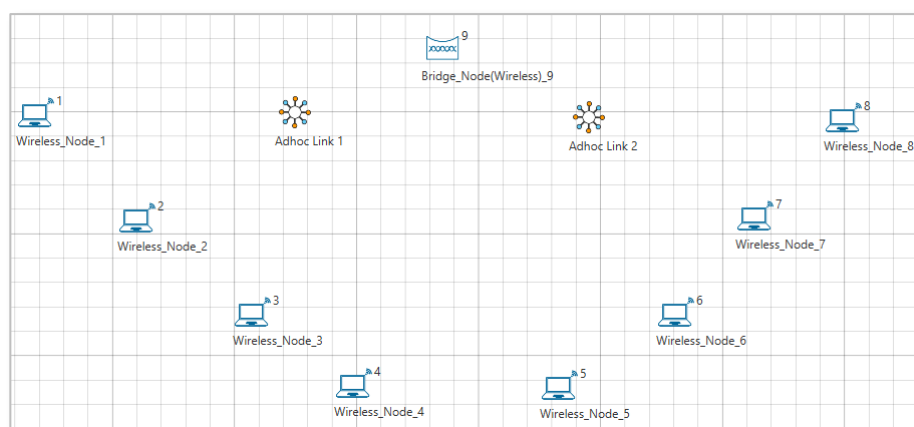 9
Bridge_Node(Wireless)_9
1
Wireless_Node_1
Adhoc Link 1
Adhoc Link 2
8
Wireless_Node_8
2
Wireless_Node_2
7
Wireless_Node_7
3
Wireless_Node_3
6
Wireless_Node_6
4
Wireless_Node_4
5
Wireless_Node_5